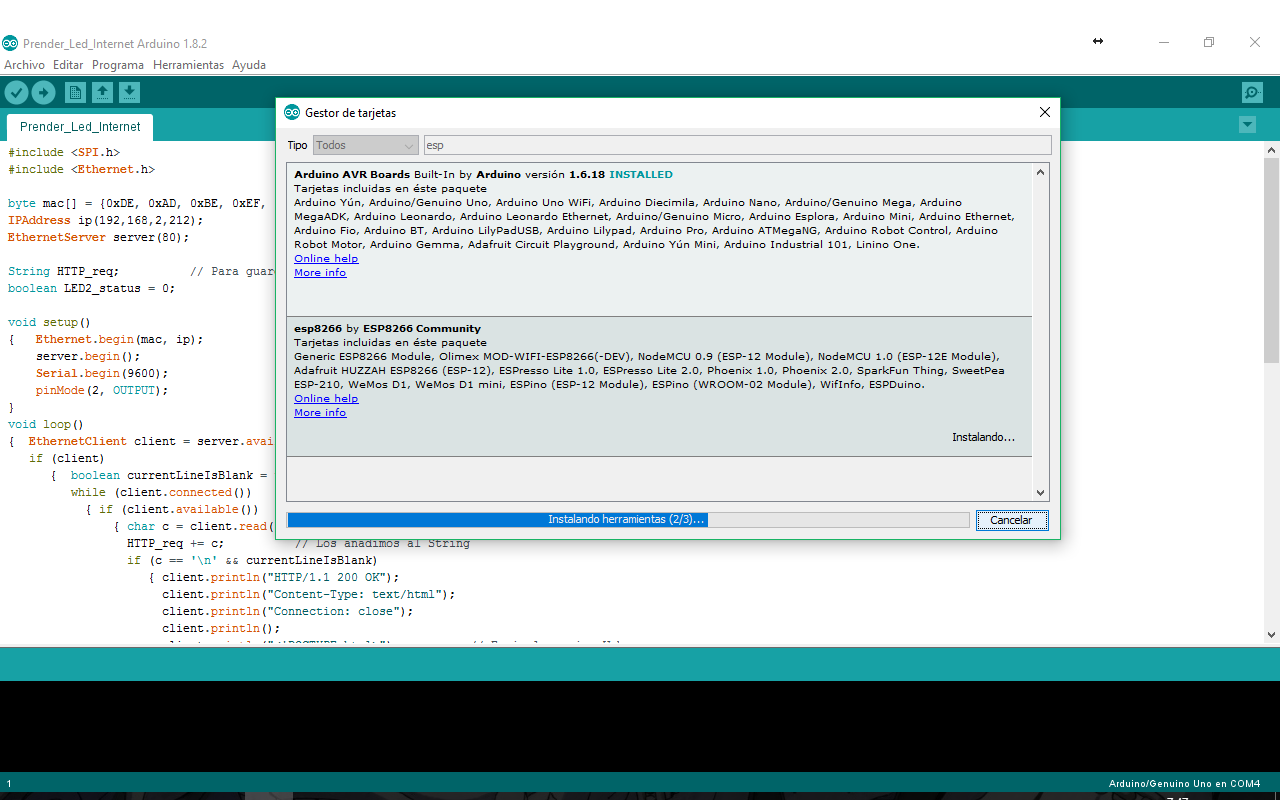 Prender_Led_Internet Arduino 1.8.2
Archivo Editar Programa Herramientas Ayuda
Prender_Led_Internet
#include <SPI.h>
#include <Ethernet.h>
byte mac[] = {0xDE, 0xAD, 0xBE, 0xEF,
IPAddress ip(192,168,2,212);
EthernetServer server(80);
String HTTP_req; // Para guar
boolean LED2_status = 0;
void setup()
{ Ethernet.begin(mac, ip);
server.begin();
Serial.begin(9600);
pinMode(2, OUTPUT);
}
void loop()
{ EthernetClient client = server.avai
if (client)
{ boolean currentLineIsBlank =
while (client.connected())
{ if (client.available())
{ char c = client.read(
HTTP_req += c; // Los añadimos al String
if (c == '\n' && currentLineIsBlank)
{ client.println("HTTP/1.1 200 OK");
client.println("Content-Type: text/html");
client.println("Connection: close");
client.println();
Gestor de tarjetas
Tipo Todos esp
Arduino AVR Boards Built-In by Arduino versión 1.6.18 INSTALLED
Tarjetas incluidas en éste paquete
Arduino Yún, Arduino/Genuino Uno, Arduino Uno WiFi, Arduino Diecimila, Arduino Nano, Arduino/Genuino Mega, Arduino
MegaADK, Arduino Leonardo, Arduino Leonardo Ethernet, Arduino/Genuino Micro, Arduino Esplora, Arduino Mini, Arduino Ethernet,
Arduino Fio, Arduino BT, Arduino LilyPadUSB, Arduino Lilypad, Arduino Pro, Arduino ATMegaNG, Arduino Robot Control, Arduino
Robot Motor, Arduino Gemma, Adafruit Circuit Playground, Arduino Yún Mini, Arduino Industrial 101, Linino One.
Online help
More info
esp8266 by ESP8266 Community
Tarjetas incluidas en éste paquete
Generic ESP8266 Module, Olimex MOD-WIFI-ESP8266(-DEV), NodeMCU 0.9 (ESP-12 Module), NodeMCU 1.0 (ESP-12E Module),
Adafruit HUZZAH ESP8266 (ESP-12), ESPresso Lite 1.0, ESPresso Lite 2.0, Phoenix 1.0, Phoenix 2.0, SparkFun Thing, SweetPea
ESP-210, WeMos D1, WeMos D1 mini, ESPino (ESP-12 Module), ESPino (WROOM-02 Module), WifInfo, ESPDuino.
Online help
More info
Instalando...
Instalando herramientas (2/3)...
Cancelar
1
Arduino/Genuino Uno en COM4